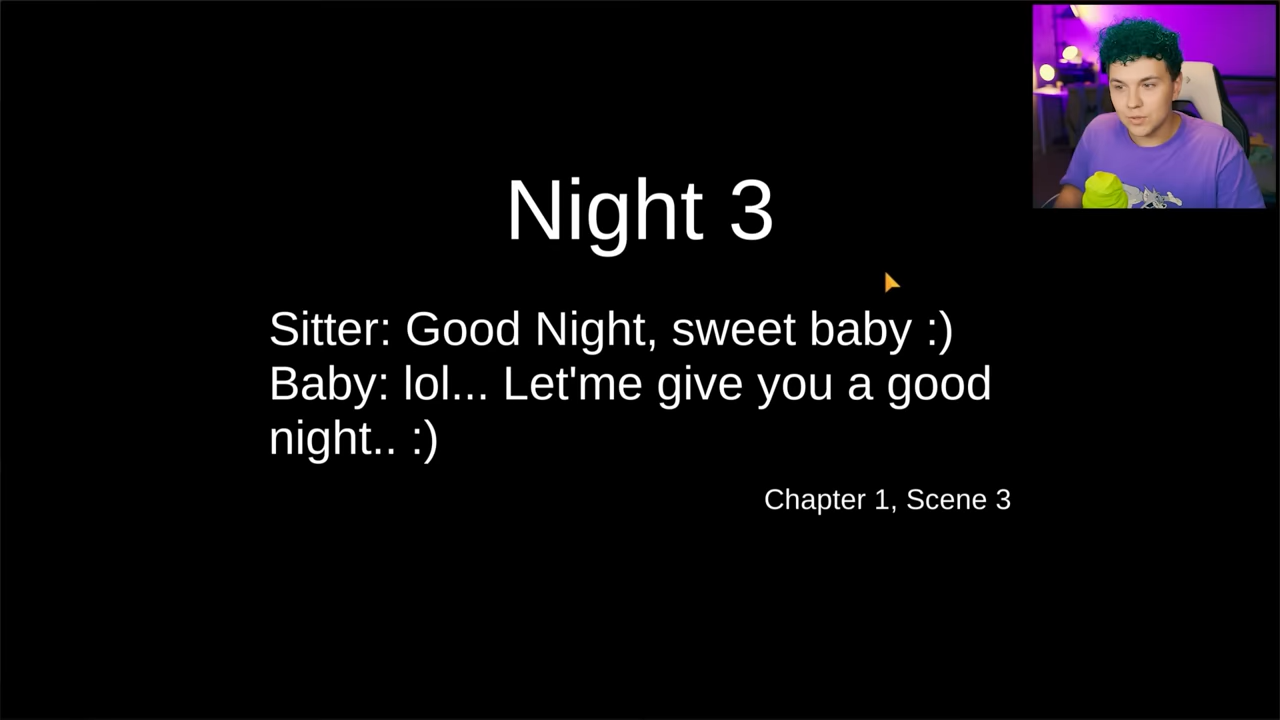 Night 3
Sitter: Good Night, sweet baby :)
Baby: lol... Let'me give you a good
night.. :)
Chapter 1, Scene 3